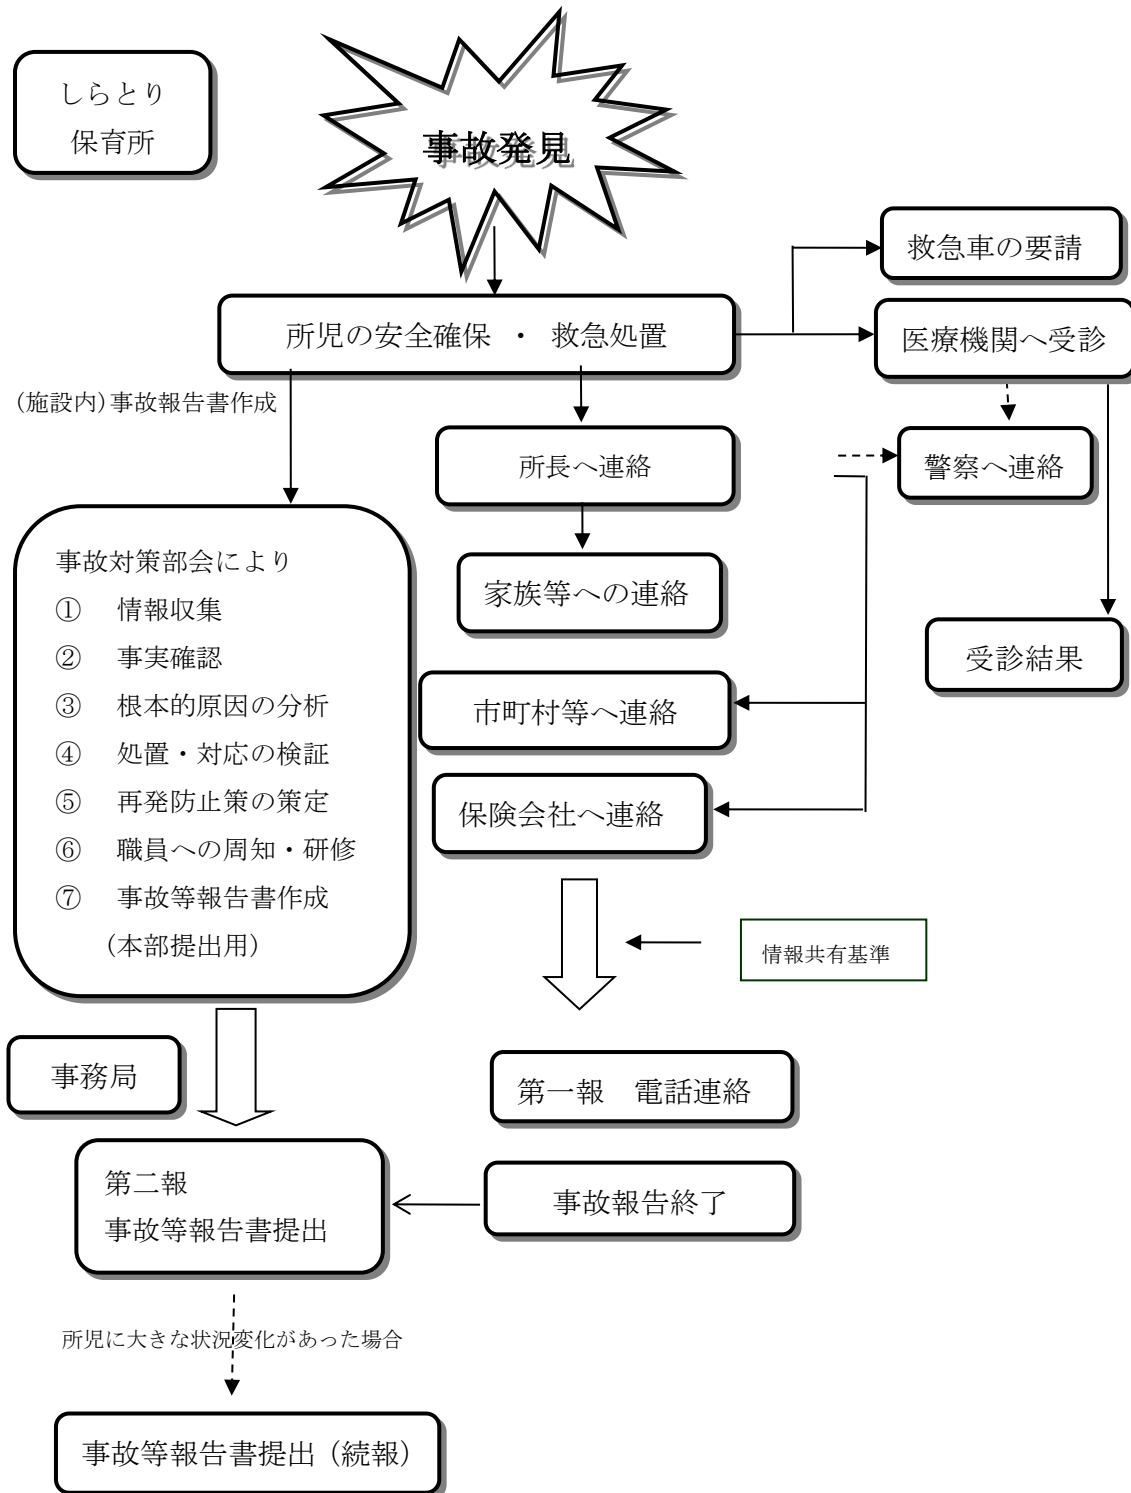 しらとり
保育所
事故発見
救急車の要請
所児の安全確保 ・ 救急処置
医療機関へ受診
(施設内)事故報告書作成
所長へ連絡
警察へ連絡
事故対策部会により
① 情報収集
② 事実確認
③ 根本的原因の分析
④ 処置・対応の検証
⑤ 再発防止策の策定
⑥ 職員への周知・研修
⑦ 事故等報告書作成
（本部提出用）
家族等への連絡
受診結果
市町村等へ連絡
保険会社へ連絡
情報共有基準
事務局
第一報　電話連絡
第二報
事故等報告書提出
事故報告終了
所児に大きな状況変化があった場合
事故等報告書提出（続報）